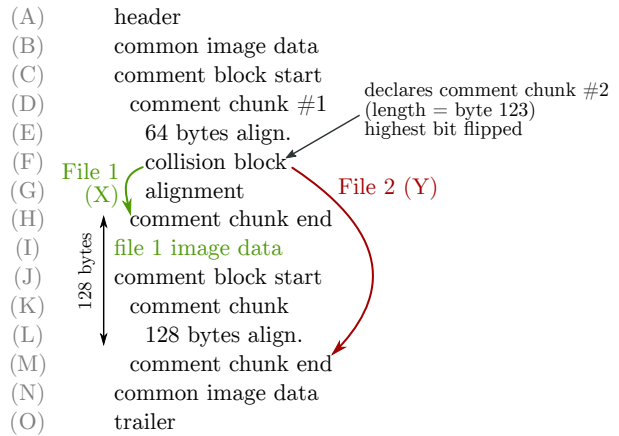 (A) header
(B) common image data
(C) comment block start
(D) comment chunk #1
(E) 64 bytes align.
(F) collision block
(G) alignment
(H) comment chunk end
(I) file 1 image data
(J) comment block start
(K) comment chunk
(L) 128 bytes align.
(M) comment chunk end
(N) common image data
(O) trailer
declares comment chunk #2
(length = byte 123)
highest bit flipped
File 1
(X)
File 2 (Y)
128 bytes